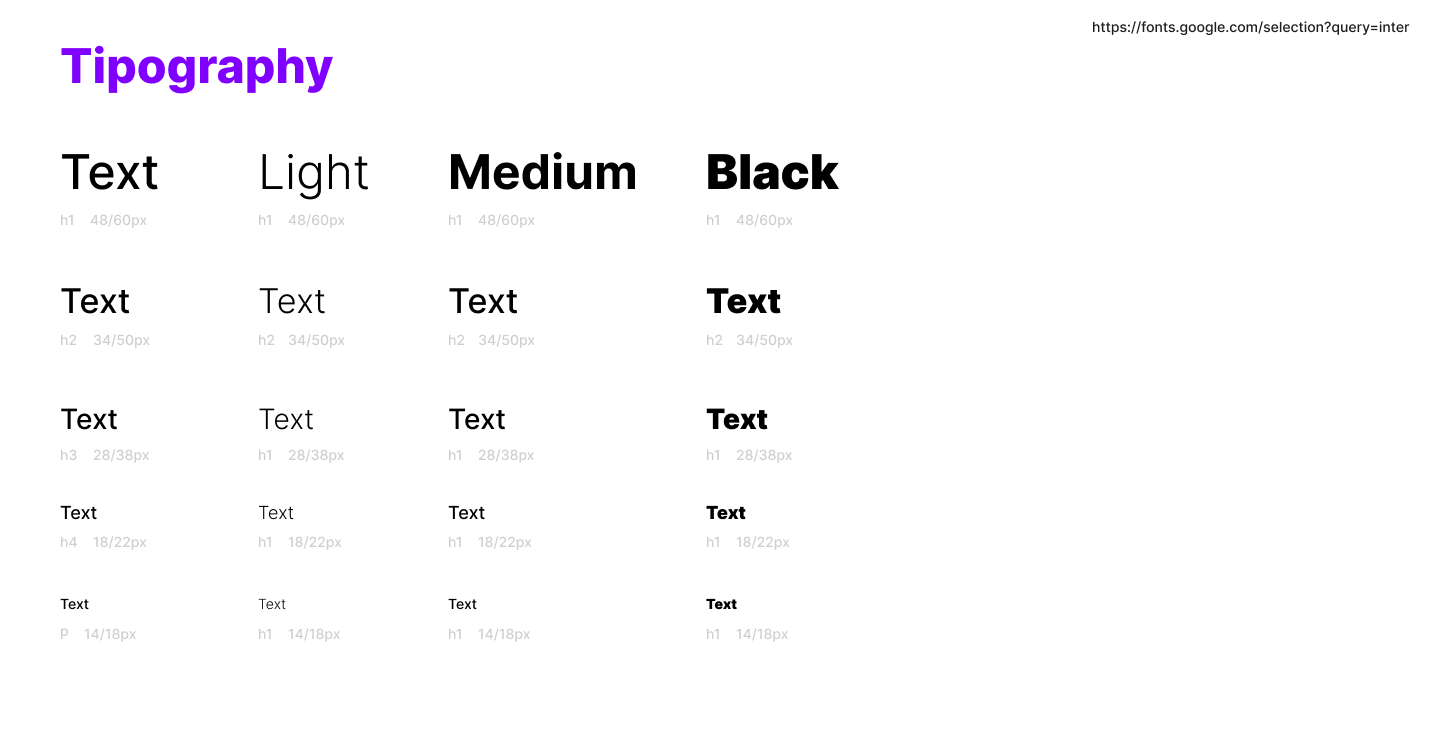 https://fonts.google.com/selection?query=inter
Tipography
Text Light Medium Black
h1 48/60px h1 48/60px h1 48/60px h1 48/60px
Text Text Text Text
h2 34/50px h2 34/50px h2 34/50px h2 34/50px
Text Text Text Text
h3 28/38px h1 28/38px h1 28/38px h1 28/38px
Text Text Text Text
h4 18/22px h1 18/22px h1 18/22px h1 18/22px
Text Text Text Text
p 14/18px h1 14/18px h1 14/18px h1 14/18px